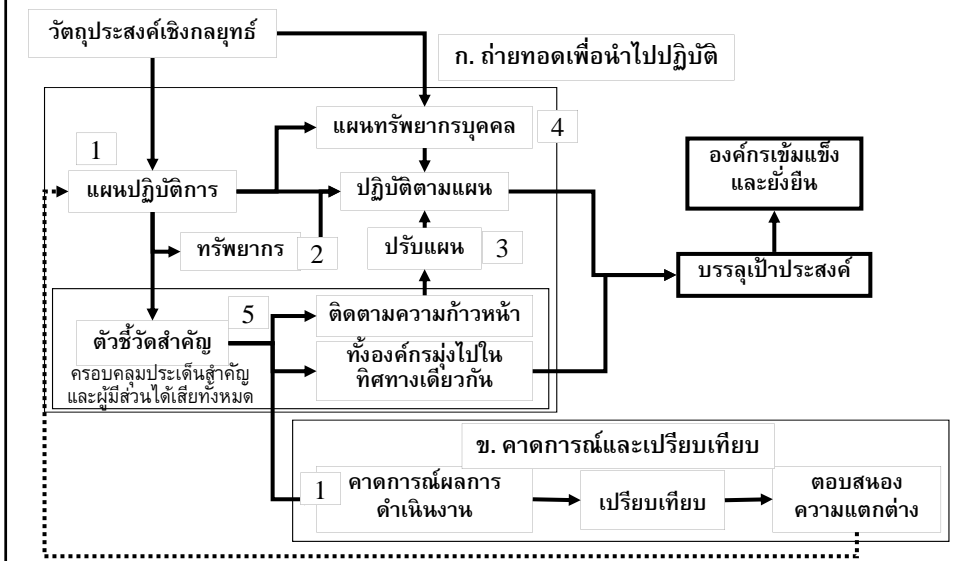 วัตถุประสงค์เชิงกลยุทธ์
ก. ถ่ายทอดเพื่อนำไปปฏิบัติ
แผนทรัพยากรบุคคล
4
1
องค์กรเข้มแข็ง
และยั่งยืน
แผนปฏิบัติการ
ปฏิบัติตามแผน
ทรัพยากร
2
ปรับแผน
3
บรรลุเป้าประสงค์
5
ติดตามความก้าวหน้า
ตัวชี้วัดสำคัญ
ครอบคลุมประเด็นสำคัญ
และผู้มีส่วนได้เสียทั้งหมด
ทั้งองค์กรมุ่งไปใน
ทิศทางเดียวกัน
ข. คาดการณ์และเปรียบเทียบ
1
คาดการณ์ผลการ
ดำเนินงาน
เปรียบเทียบ
ตอบสนอง
ความแตกต่าง